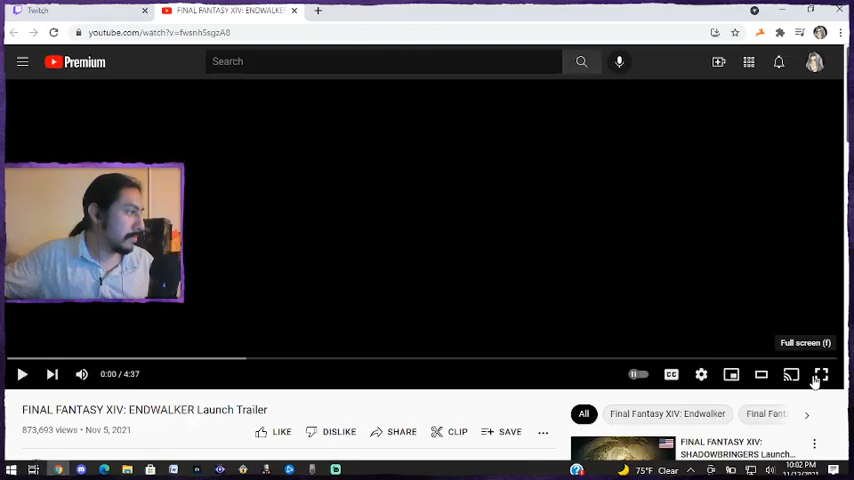 Twitch
FINAL FANTASY XIV: ENDWALKER
youtube.com/watch?v=fwsnh5sgzA8
Premium
Search
Full screen (f)
0:00 / 4:37
CC
FINAL FANTASY XIV: ENDWALKER Launch Trailer
873,693 views • Nov 5, 2021
LIKE
DISLIKE
SHARE
CLIP
SAVE
All
Final Fantasy XIV: Endwalker
Final Fant
FINAL FANTASY XIV:
SHADOWBRINGERS Launch...
75°F Clear
10:02 PM